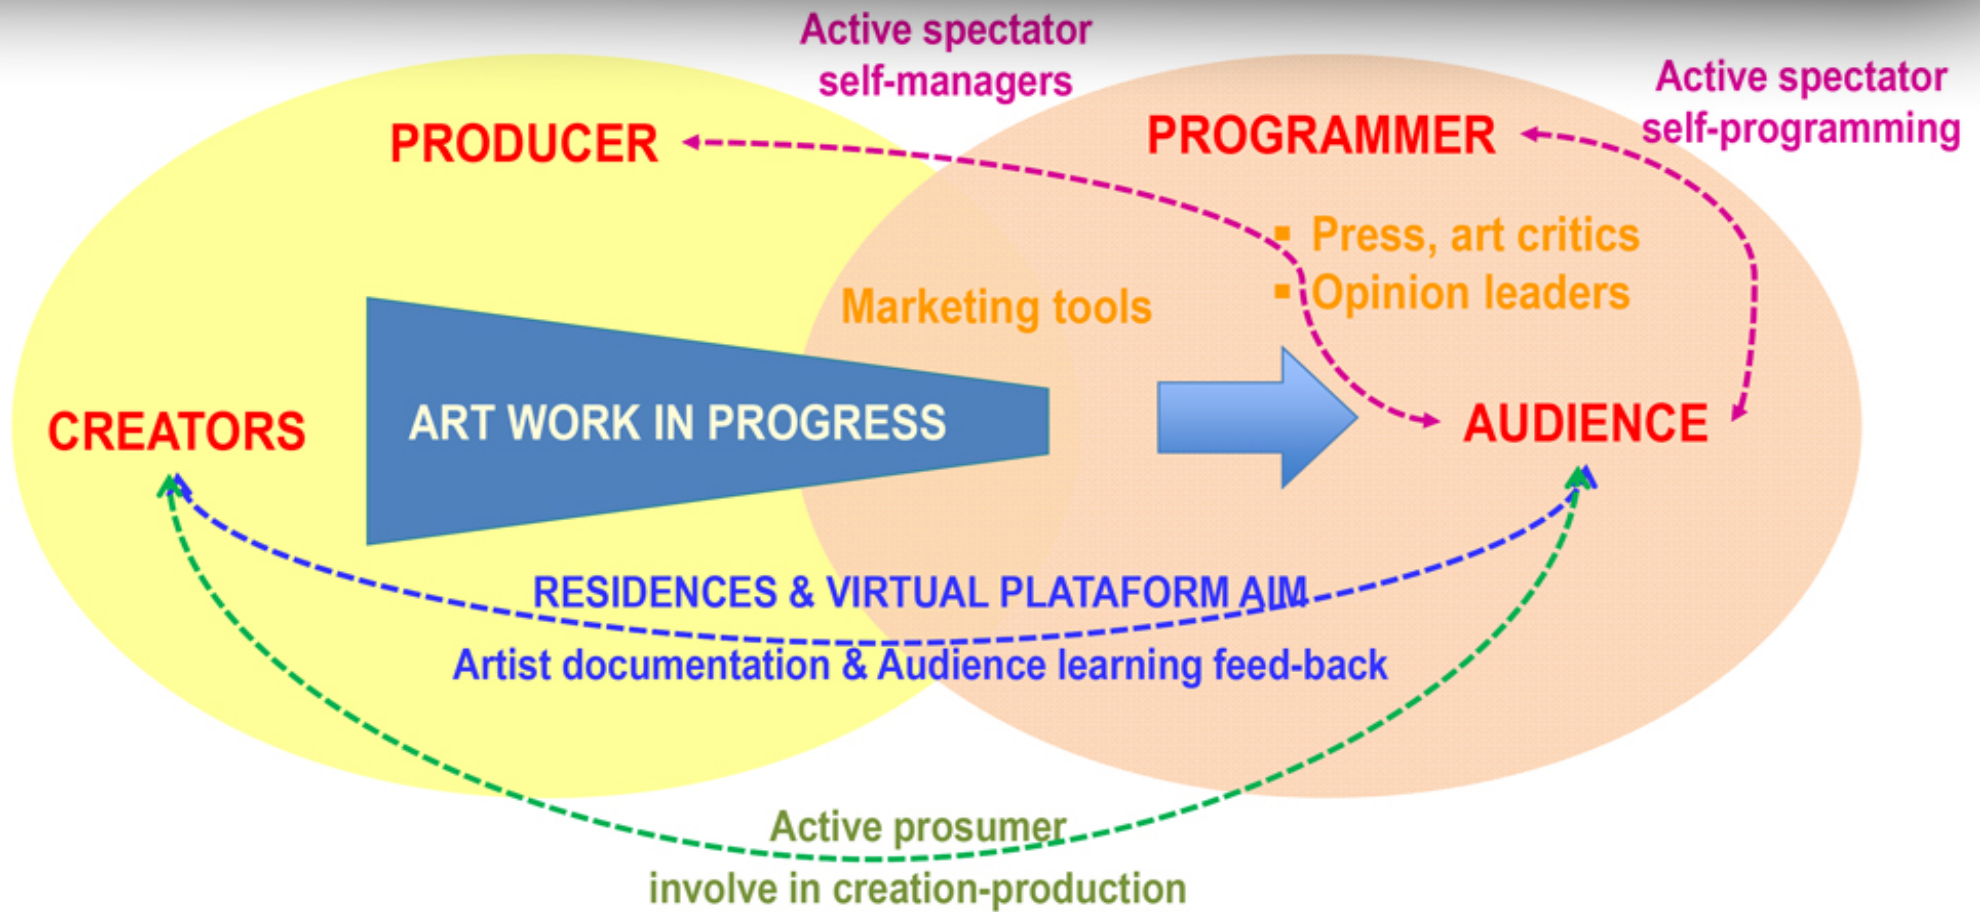 Active spectator
self-managers
Active spectator
self-programming
PRODUCER
PROGRAMMER
▪ Press, art critics
▪ Opinion leaders
Marketing tools
CREATORS
ART WORK IN PROGRESS
AUDIENCE
RESIDENCES & VIRTUAL PLATAFORM AIM
Artist documentation & Audience learning feed-back
Active prosumer
involve in creation-production